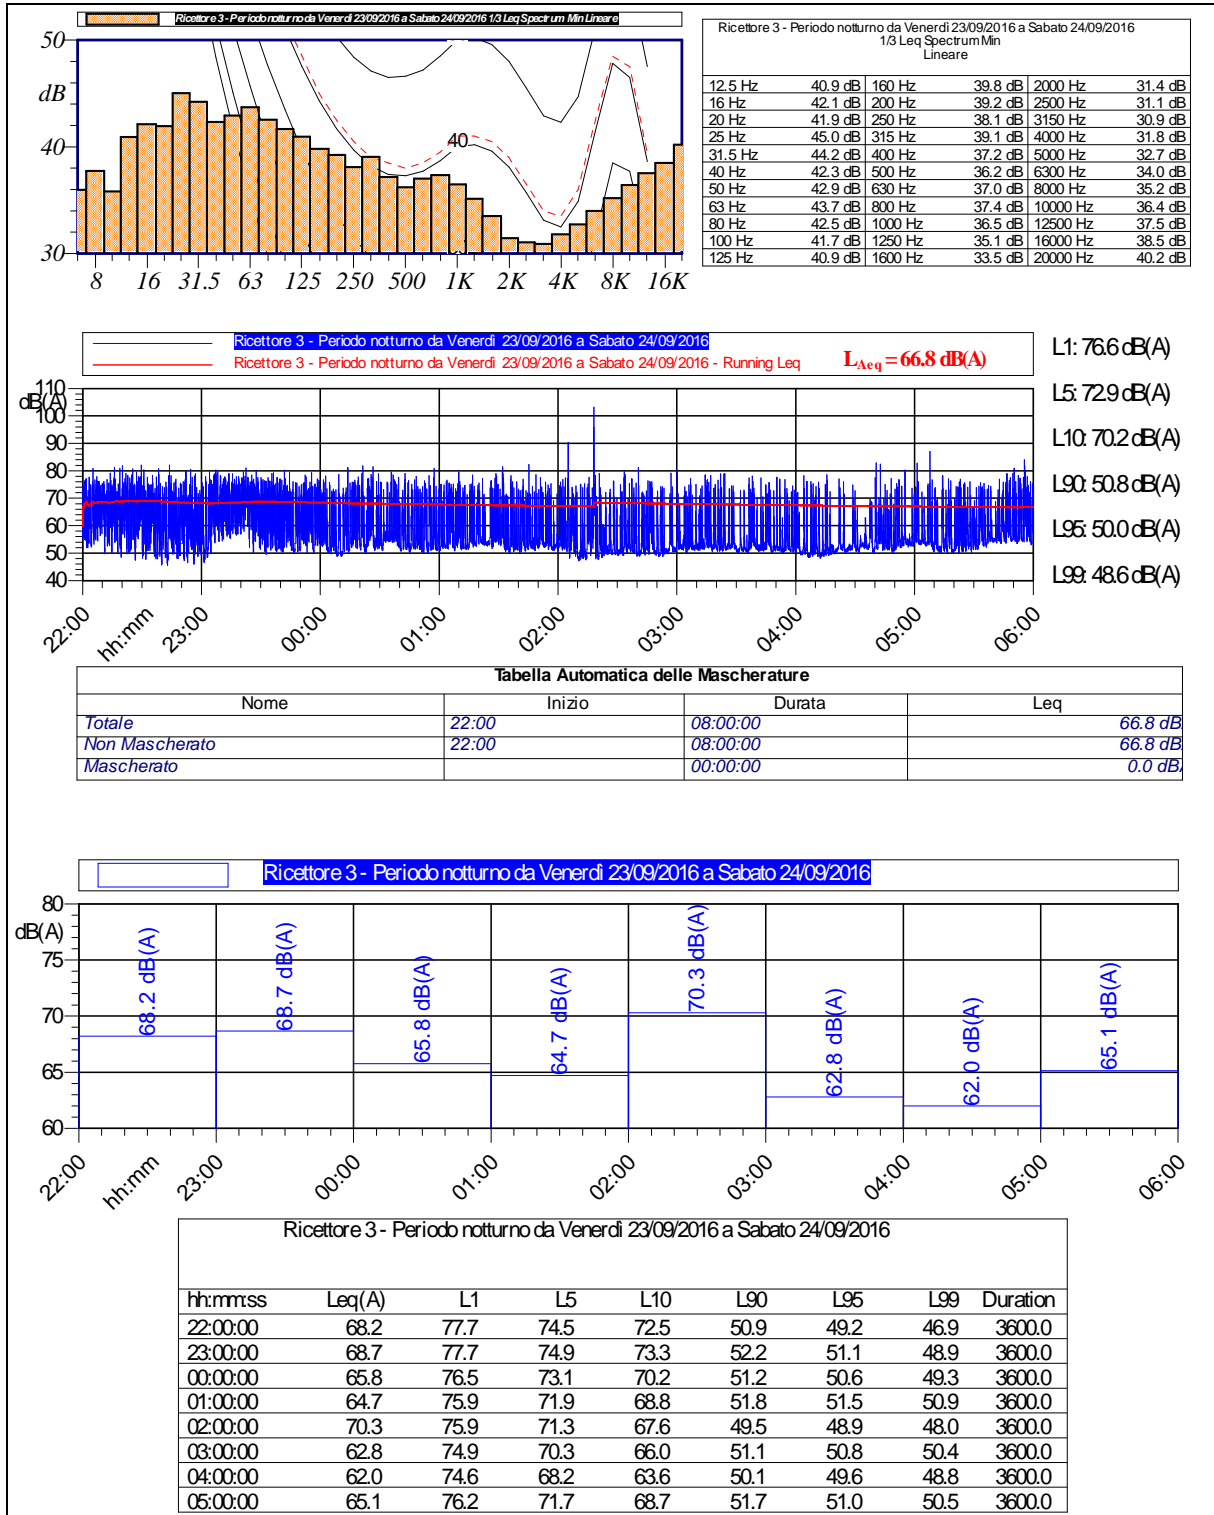 Ricettore 3 - Periodo notturno da Venerdì 23/09/2016 a Sabato 24/09/2016 1/3 Leq Spectrum Min Lineare
50
dB
40
30
40
8 16 31.5 63 125 250 500 1K 2K 4K 8K 16K
Ricettore 3 - Periodo notturno da Venerdì 23/09/2016 a Sabato 24/09/2016
1/3 Leq Spectrum Min
Lineare
12.5 Hz 40.9 dB 160 Hz 39.8 dB 2000 Hz 31.4 dB
16 Hz 42.1 dB 200 Hz 39.2 dB 2500 Hz 31.1 dB
20 Hz 41.9 dB 250 Hz 38.1 dB 3150 Hz 30.9 dB
25 Hz 45.0 dB 315 Hz 39.1 dB 4000 Hz 31.8 dB
31.5 Hz 44.2 dB 400 Hz 37.2 dB 5000 Hz 32.7 dB
40 Hz 42.3 dB 500 Hz 36.2 dB 6300 Hz 34.0 dB
50 Hz 42.9 dB 630 Hz 37.0 dB 8000 Hz 35.2 dB
63 Hz 43.7 dB 800 Hz 37.4 dB 10000 Hz 36.4 dB
80 Hz 42.5 dB 1000 Hz 36.5 dB 12500 Hz 37.5 dB
100 Hz 41.7 dB 1250 Hz 35.1 dB 16000 Hz 38.5 dB
125 Hz 40.9 dB 1600 Hz 33.5 dB 20000 Hz 40.2 dB
Ricettore 3 - Periodo notturno da Venerdì 23/09/2016 a Sabato 24/09/2016
Ricettore 3 - Periodo notturno da Venerdì 23/09/2016 a Sabato 24/09/2016 - Running Leq
LAeq = 66.8 dB(A)
110
dB(A)
100
90
80
70
60
50
40
22:00 hh:mm 23:00 00:00 01:00 02:00 03:00 04:00 05:00 06:00
L1: 76.6 dB(A)
L5: 72.9 dB(A)
L10: 70.2 dB(A)
L90: 50.8 dB(A)
L95: 50.0 dB(A)
L99: 48.6 dB(A)
Tabella Automatica delle Mascherature
Nome Inizio Durata Leq
Totale 22:00 08:00:00 66.8 dB
Non Mascherato 22:00 08:00:00 66.8 dB
Mascherato 00:00:00 0.0 dB
Ricettore 3 - Periodo notturno da Venerdì 23/09/2016 a Sabato 24/09/2016
80
dB(A)
75
70
65
60
68.2 dB(A)
68.7 dB(A)
65.8 dB(A)
64.7 dB(A)
70.3 dB(A)
62.8 dB(A)
62.0 dB(A)
65.1 dB(A)
22:00 hh:mm 23:00 00:00 01:00 02:00 03:00 04:00 05:00 06:00
Ricettore 3 - Periodo notturno da Venerdì 23/09/2016 a Sabato 24/09/2016
hh:mm:ss Leq(A) L1 L5 L10 L90 L95 L99 Duration
22:00:00 68.2 77.7 74.5 72.5 50.9 49.2 46.9 3600.0
23:00:00 68.7 77.7 74.9 73.3 52.2 51.1 48.9 3600.0
00:00:00 65.8 76.5 73.1 70.2 51.2 50.6 49.3 3600.0
01:00:00 64.7 75.9 71.9 68.8 51.8 51.5 50.9 3600.0
02:00:00 70.3 75.9 71.3 67.6 49.5 48.9 48.0 3600.0
03:00:00 62.8 74.9 70.3 66.0 51.1 50.8 50.4 3600.0
04:00:00 62.0 74.6 68.2 63.6 50.1 49.6 48.8 3600.0
05:00:00 65.1 76.2 71.7 68.7 51.7 51.0 50.5 3600.0